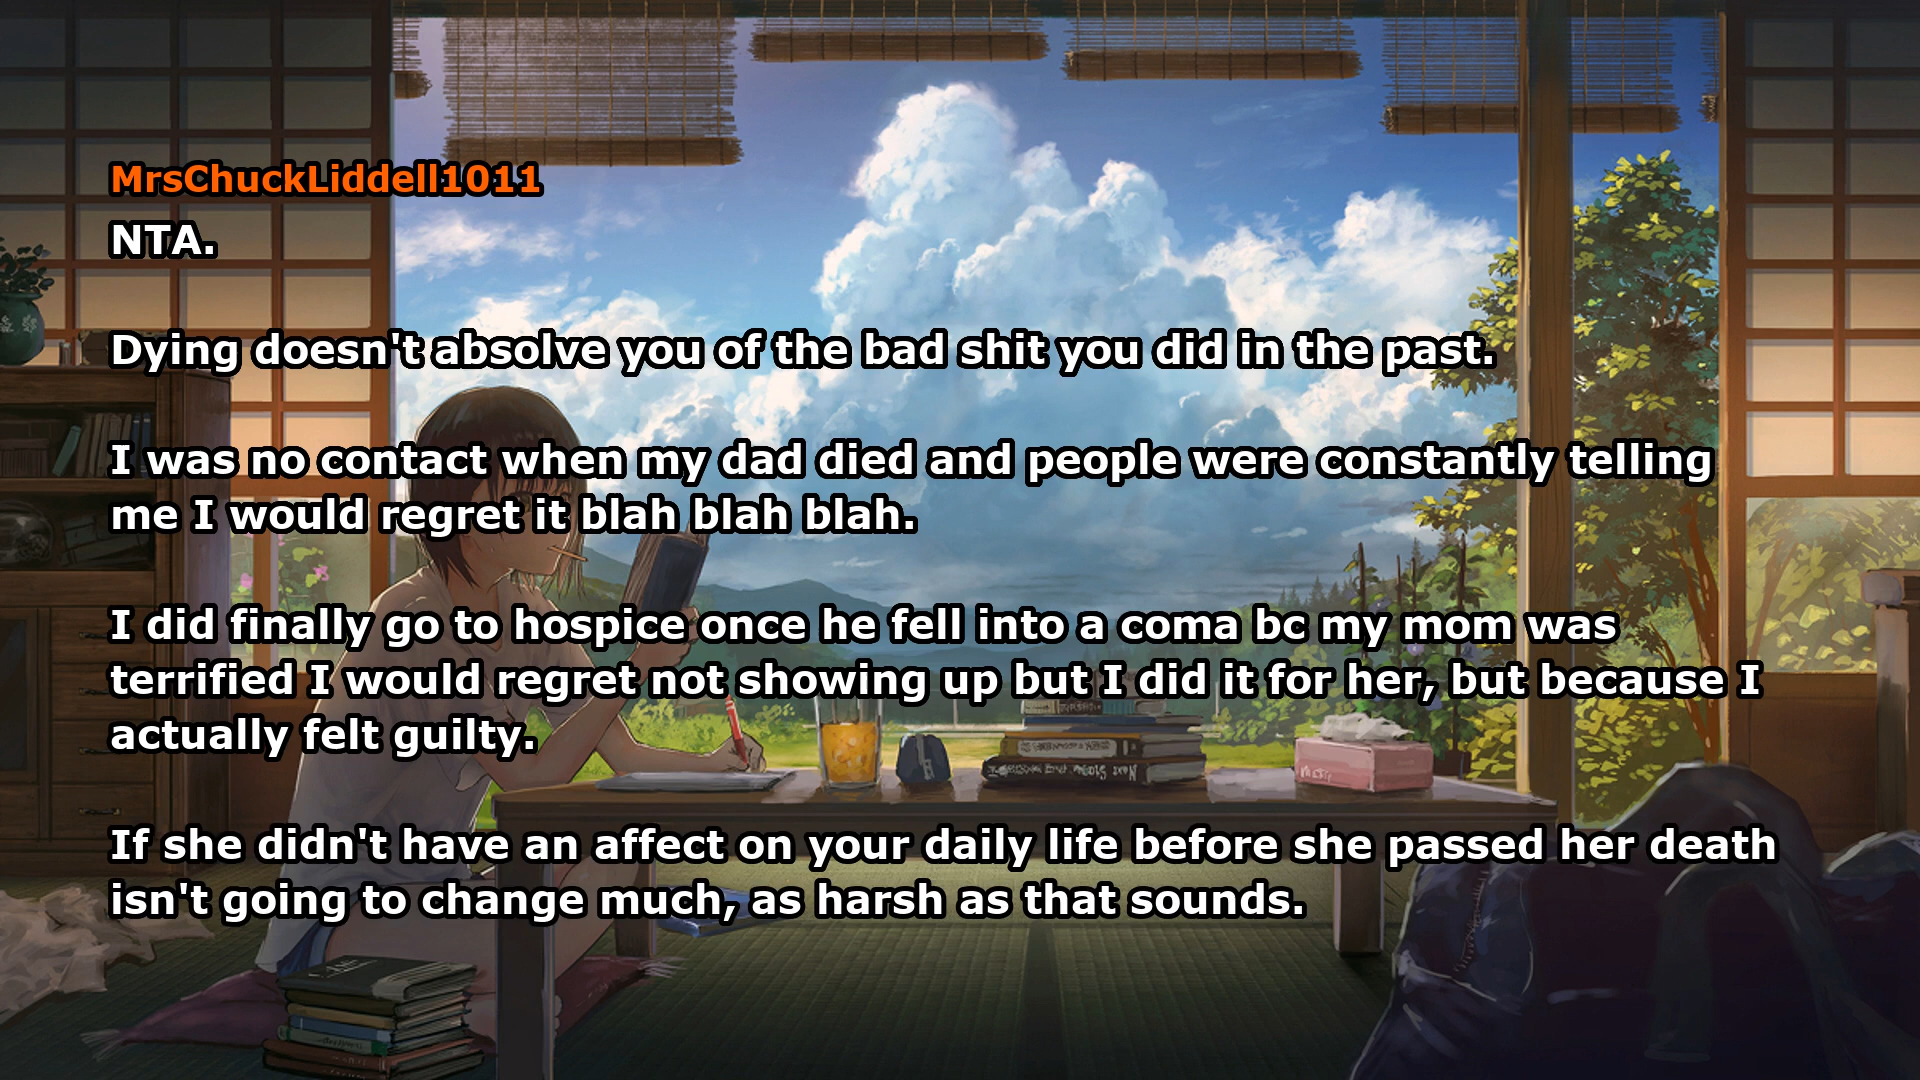 MrsChuckLiddell1011
NTA.
Dying doesn't absolve you of the bad shit you did in the past.
I was no contact when my dad died and people were constantly telling
me I would regret it blah blah blah.
I did finally go to hospice once he fell into a coma bc my mom was
terrified I would regret not showing up but I did it for her, but because I
actually felt guilty.
If she didn't have an affect on your daily life before she passed her death
isn't going to change much, as harsh as that sounds.